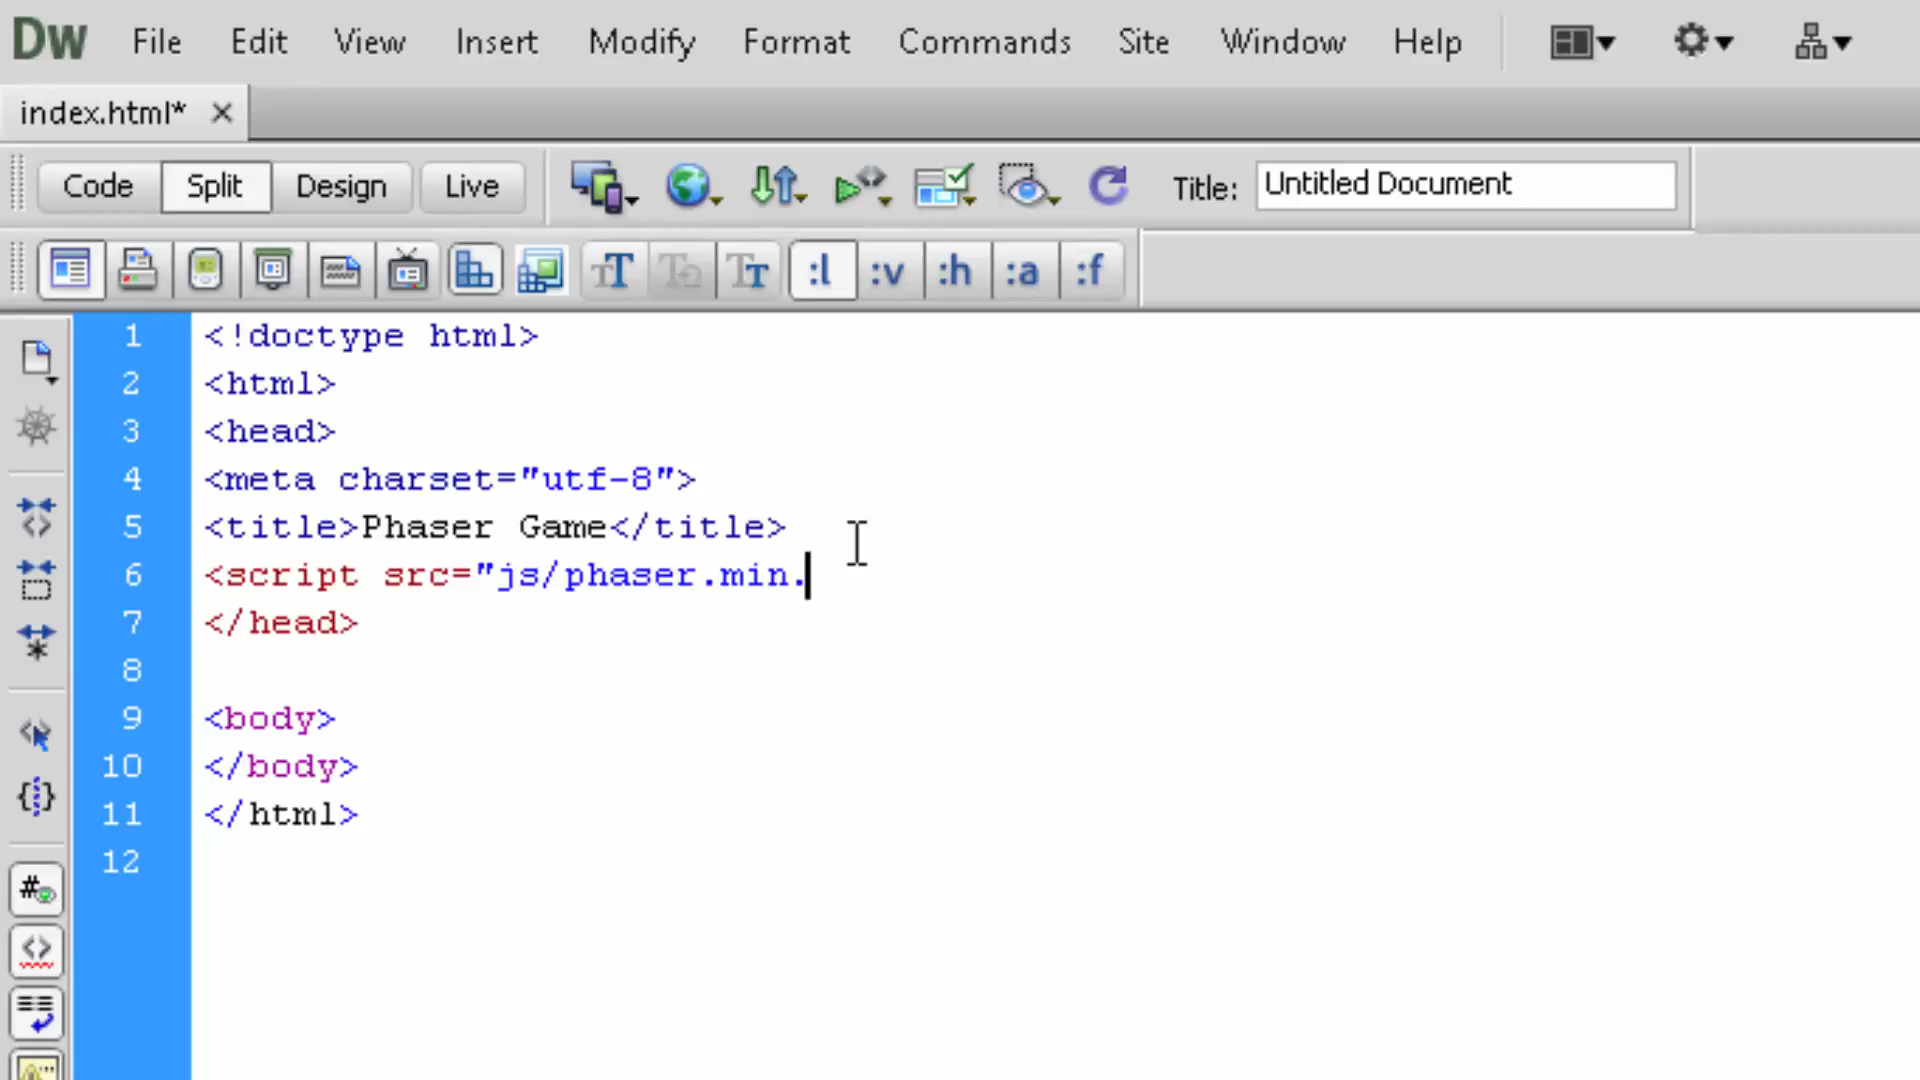 Dw File Edit View Insert Modify Format Commands Site Window Help
index.html*
Code Split Design Live Title: Untitled Document
:l :v :h :a :f
1 <!doctype html>
2 <html>
3 <head>
4 <meta charset="utf-8">
5 <title>Phaser Game</title>
6 <script src="js/phaser.min.
7 </head>
8
9 <body>
10 </body>
11 </html>
12